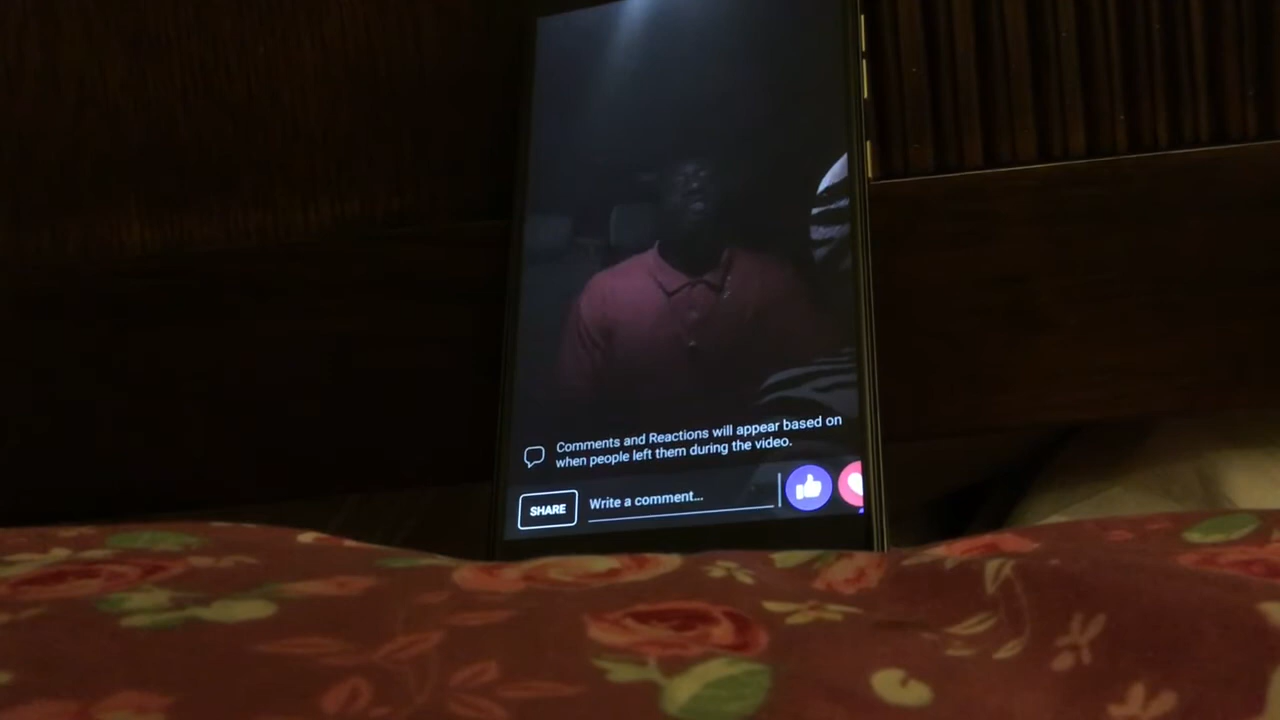 Comments and Reactions will appear based on
when people left them during the video.
SHARE
Write a comment...